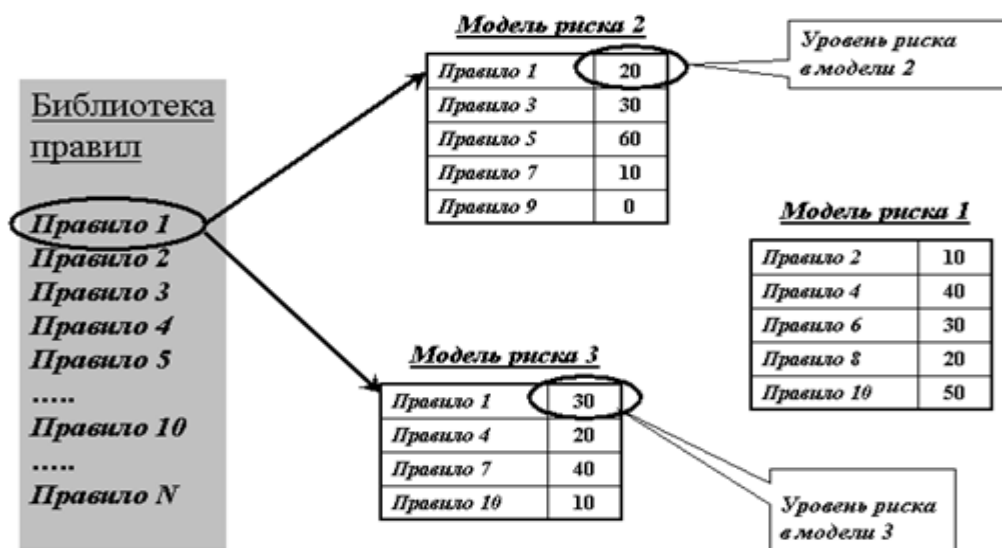 Библиотека
правил
Правило 1
Правило 2
Правило 3
Правило 4
Правило 5
.....
Правило 10
.....
Правило N
Модель риска 2
Правило 1 20
Правило 3 30
Правило 5 60
Правило 7 10
Правило 9 0
Уровень риска
в модели 2
Модель риска 1
Правило 2 10
Правило 4 40
Правило 6 30
Правило 8 20
Правило 10 50
Модель риска 3
Правило 1 30
Правило 4 20
Правило 7 40
Правило 10 10
Уровень риска
в модели 3